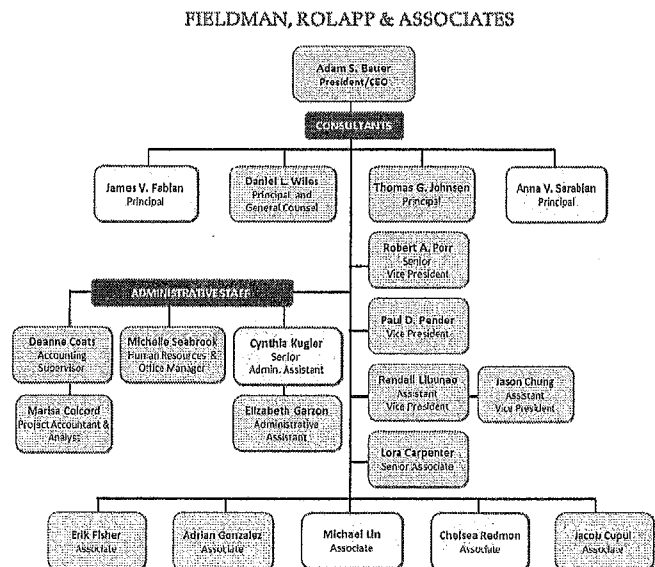 FIELDMAN, ROLAPP & ASSOCIATES
Adam S. Bauer
President/CEO
CONSULTANTS
James V. Fabian
Principal
Daniel L. Wiles
Principal and
General Counsel
Thomas G. Johnsen
Principal
Anna V. Sarabian
Principal
Robert A. Porr
Senior
Vice President
ADMINISTRATIVE STAFF
Paul D. Pender
Vice President
Deanne Coats
Accounting
Supervisor
Michelle Seabrook
Human Resources &
Office Manager
Cynthia Kugler
Senior
Admin. Assistant
Randall Libunao
Assistant
Vice President
Jason Chung
Assistant
Vice President
Marisa Colcord
Project Accountant &
Analyst
Elizabeth Garzon
Administrative
Assistant
Lora Carpenter
Senior Associate
Erik Fisher
Associate
Adrian Gonzalez
Associate
Michael Lin
Associate
Chelsea Redmon
Associate
Jacob Cupul
Associate